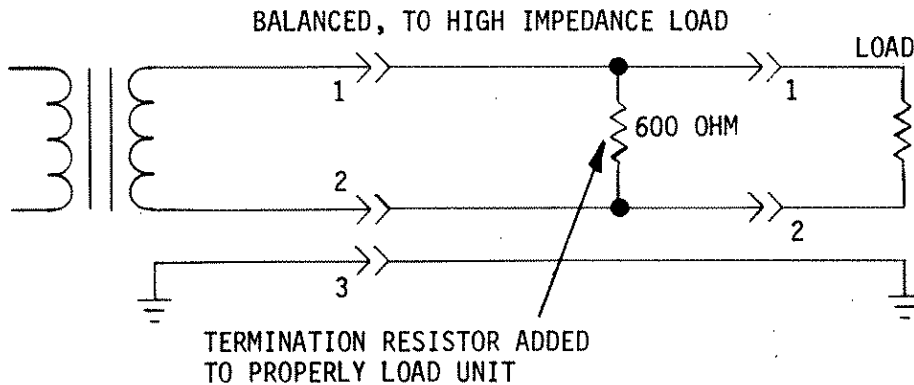 BALANCED, TO HIGH IMPEDANCE LOAD
LOAD
1
1
600 OHM
2
2
3
TERMINATION RESISTOR ADDED
TO PROPERLY LOAD UNIT